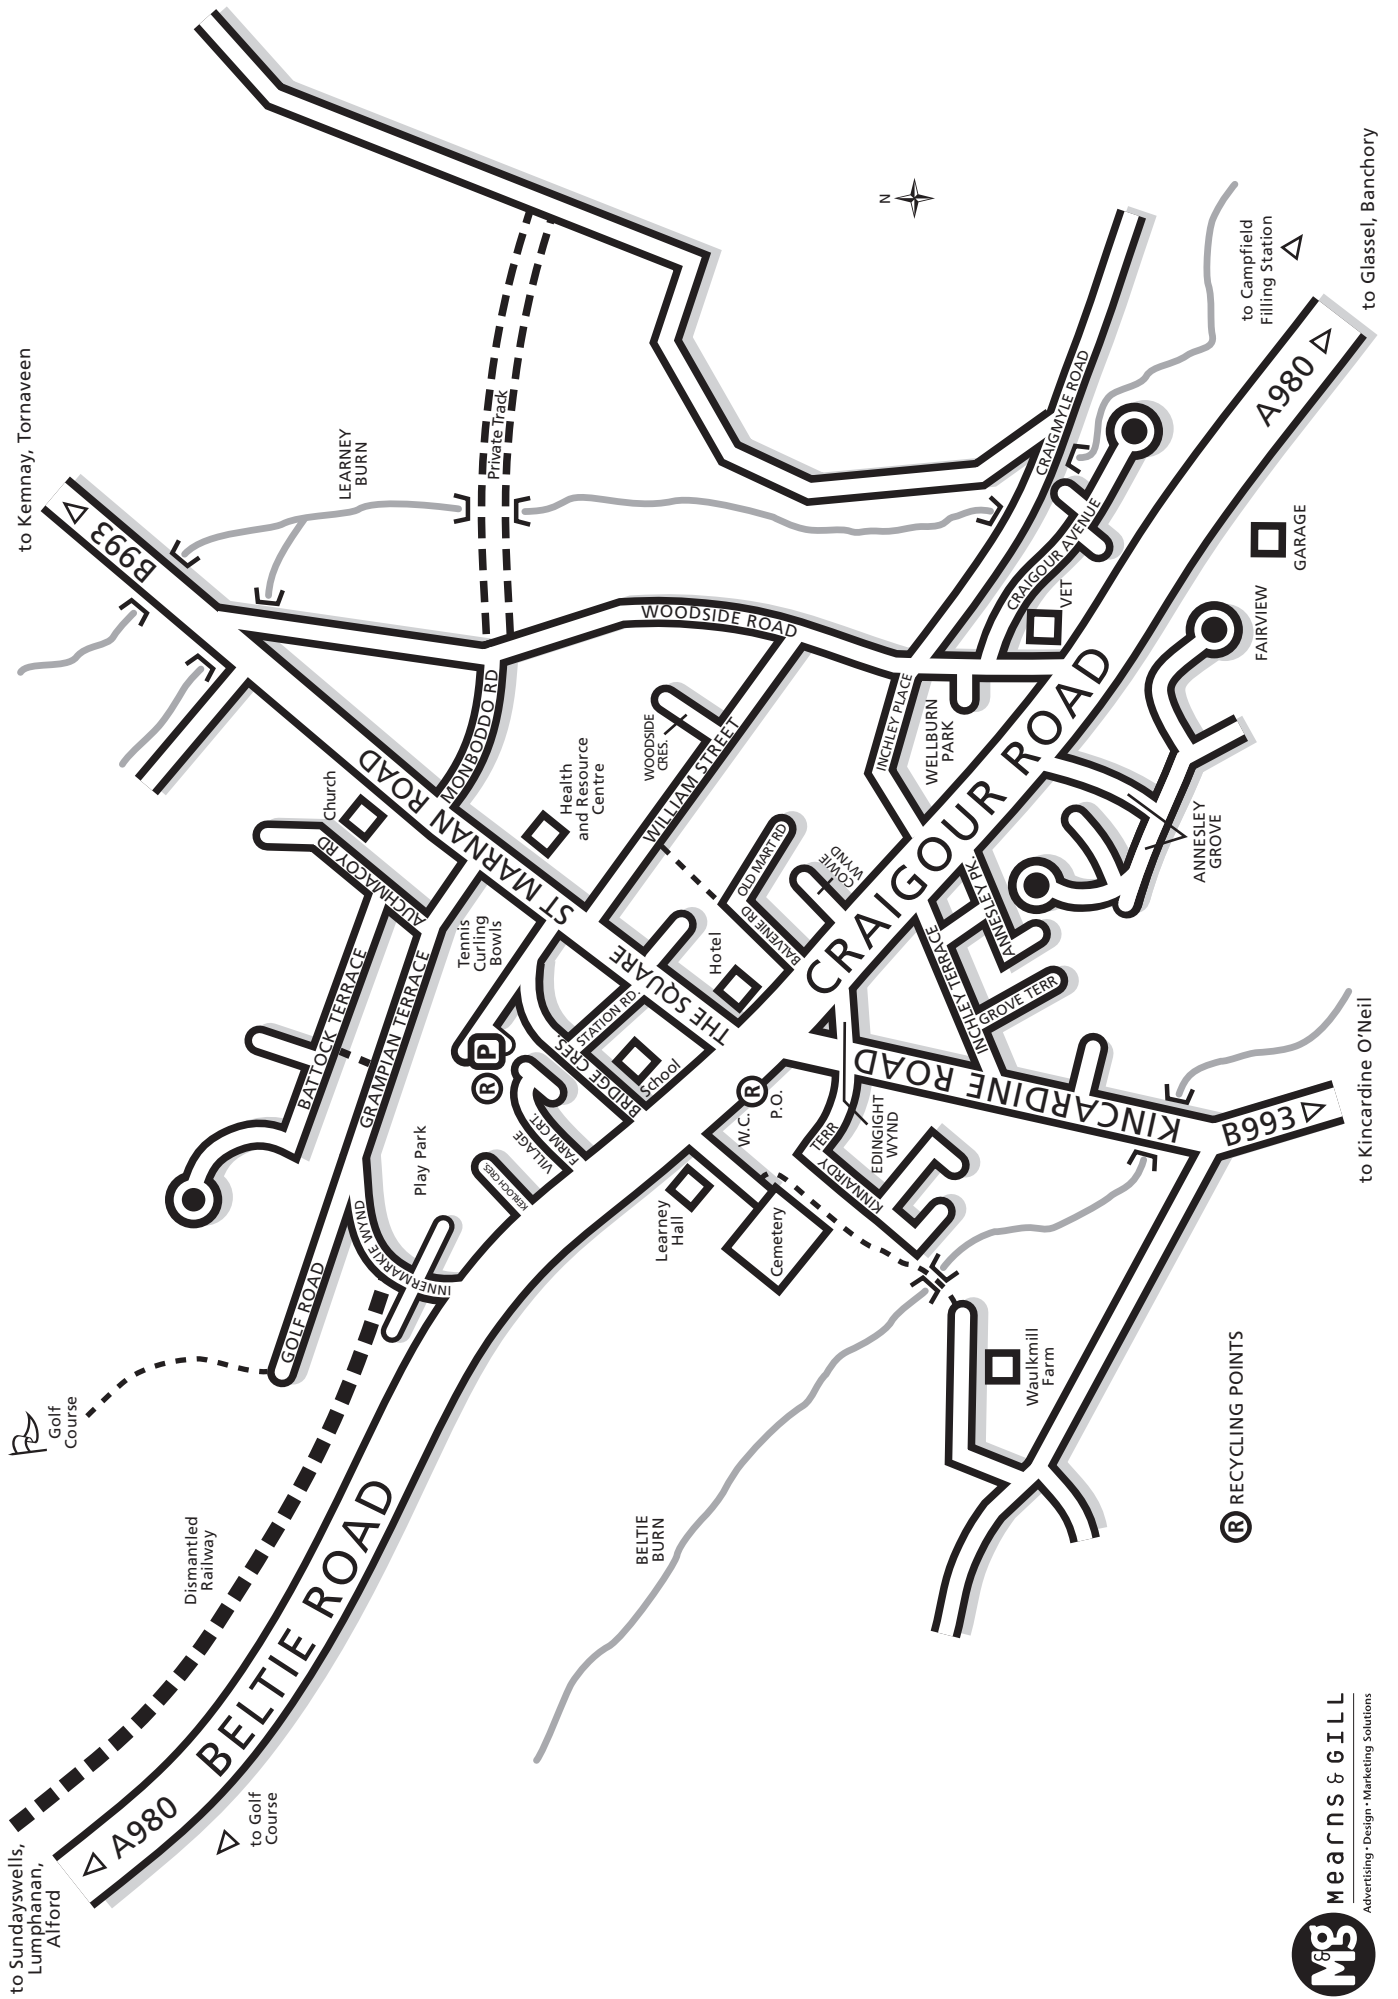 to Sundayswells,
Lumphanan,
Alford
A980
BELTIE ROAD
to Golf
Course
Dismantled
Railway
Golf
Course
GOLF ROAD
INNERMARKIE WYND
Play Park
GRAMPIAN TERRACE
BATTOCK TERRACE
AUCHMACOY RD
Church
Tennis
Curling
Bowls
P
R
KERLOCH CRES.
VILLAGE
FARM CRT.
BRIDGE CRES.
STATION RD.
School
THE SQUARE
ST MARNAN ROAD
MONBODDO RD
Health
and Resource
Centre
WOODSIDE
CRES.
WILLIAM STREET
WOODSIDE ROAD
B993
to Kemnay, Tornaveen
LEARNEY
BURN
Private Track
N
Hotel
BALVENIE RD
OLD MART RD
COWIE
WYND
CRAIGOUR ROAD
INCHLEY PLACE
WELLBURN
PARK
VET
CRAIGOUR AVENUE
CRAIGMYLE ROAD
to Campfield
Filling Station
A980
to Glassel, Banchory
GARAGE
FAIRVIEW
ANNESLEY
GROVE
ANNESLEY PK.
ANNESLEY
INCHLEY TERRACE
GROVE TERR
KINCARDINE ROAD
B993
to Kincardine O'Neil
EDINGIGHT
WYND
KINNAIRDY
TERR
R
W.C.
P.O.
Learney
Hall
Cemetery
Waulkmill
Farm
BELTIE
BURN
R RECYCLING POINTS
M&g
mearns & GILL
Advertising • Design • Marketing Solutions